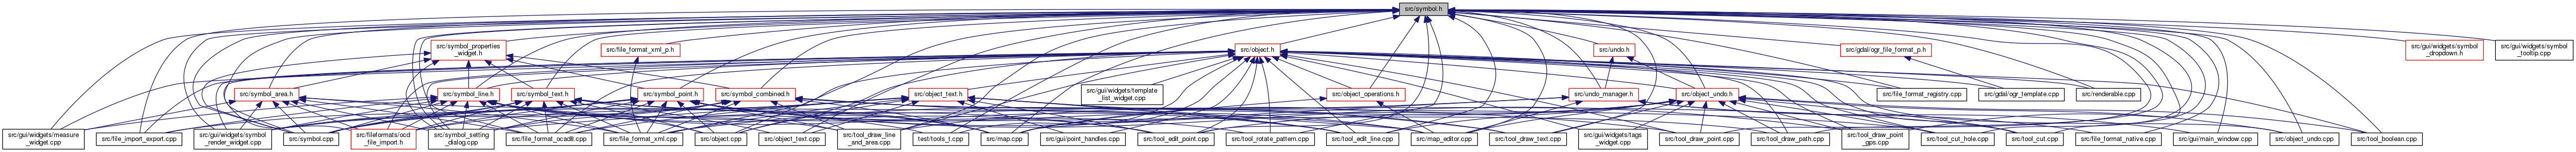 src/symbol.h
src/symbol_properties
_widget.h
src/file_format_xml_p.h
src/object.h
src/undo.h
src/gdal/ogr_file_format_p.h
src/gui/widgets/symbol
_dropdown.h
src/gui/widgets/symbol
_tooltip.cpp
src/symbol_area.h
src/symbol_line.h
src/symbol_text.h
src/symbol_point.h
src/symbol_combined.h
src/object_text.h
src/gui/widgets/template
_list_widget.cpp
src/object_operations.h
src/undo_manager.h
src/object_undo.h
src/file_format_registry.cpp
src/gdal/ogr_template.cpp
src/renderable.cpp
src/gui/widgets/measure
_widget.cpp
src/file_import_export.cpp
src/gui/widgets/symbol
_render_widget.cpp
src/symbol.cpp
src/fileformats/ocd
_file_import.h
src/symbol_setting
_dialog.cpp
src/file_format_ocad8.cpp
src/file_format_xml.cpp
src/object.cpp
src/object_text.cpp
src/tool_draw_line
_and_area.cpp
test/tools_t.cpp
src/map.cpp
src/gui/point_handles.cpp
src/tool_edit_point.cpp
src/tool_rotate_pattern.cpp
src/tool_edit_line.cpp
src/map_editor.cpp
src/tool_draw_text.cpp
src/gui/widgets/tags
_widget.cpp
src/tool_draw_point.cpp
src/tool_draw_path.cpp
src/tool_draw_point
_gps.cpp
src/tool_cut_hole.cpp
src/tool_cut.cpp
src/file_format_native.cpp
src/gui/main_window.cpp
src/object_undo.cpp
src/tool_boolean.cpp